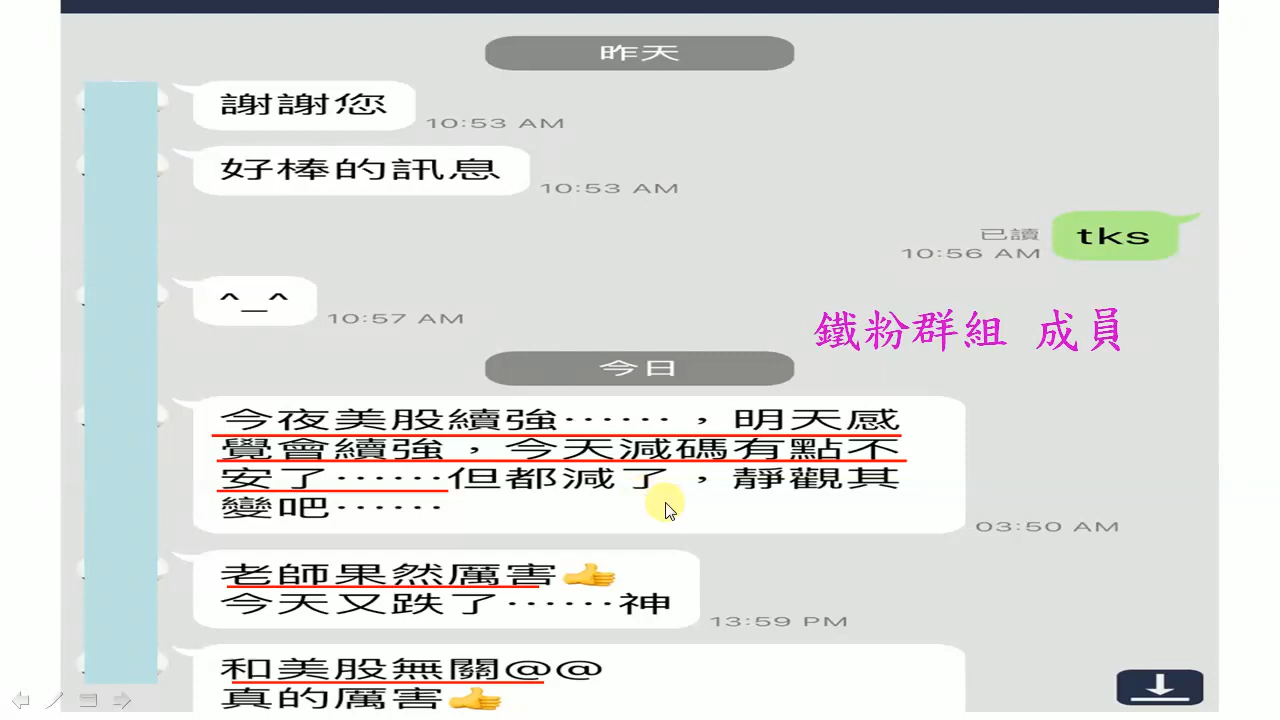 昨天
謝謝您
10:53 AM
好棒的訊息
10:53 AM
已讀
10:56 AM
tks
^_^
10:57 AM
鐵粉群組 成員
今日
今夜美股續強⋯⋯，明天感
覺會續強，今天減碼有點不
安了⋯⋯但都減了，靜觀其
變吧⋯⋯
03:50 AM
老師果然厲害👍
今天又跌了⋯⋯神
13:59 PM
和美股無關@@
真的厲害👍